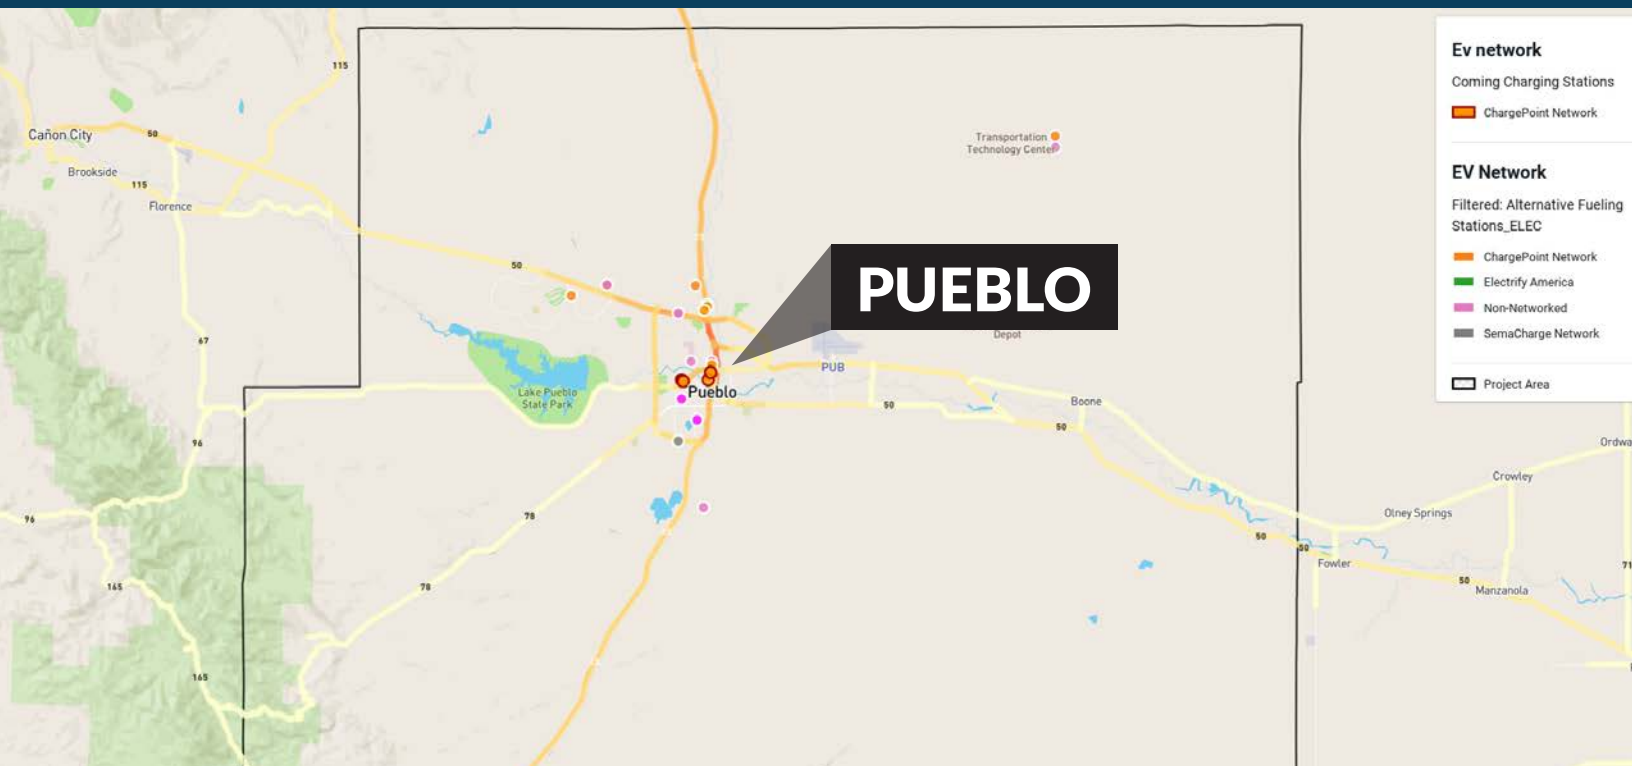 115
Cañon City
50
Brookside
115
Florence
Transportation
Technology Center
50
PUEBLO
Depot
67
PUB
Lake Pueblo
State Park
Pueblo
50
Boone
50
96
78
96
78
165
165
50
50
Olney Springs
Crowley
Ordwa
Fowler
50
Manzanola
71
Ev network
Coming Charging Stations
ChargePoint Network
EV Network
Filtered: Alternative Fueling
Stations_ELEC
ChargePoint Network
Electrify America
Non-Networked
SemaCharge Network
Project Area